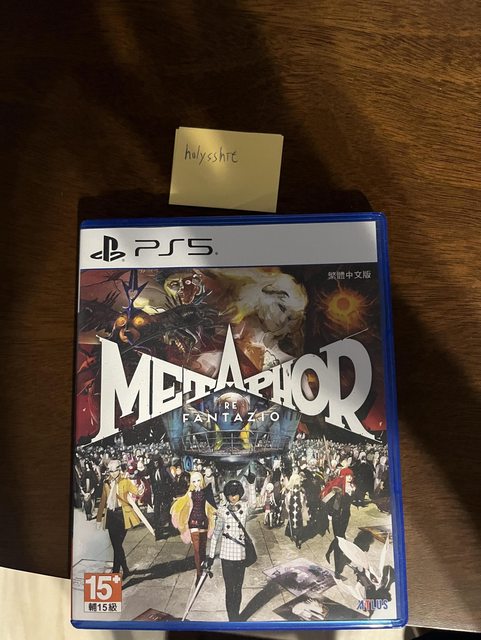 holysshit
PS5
繁體中文版
METAPHOR
RE
FANTAZIO
15+
輔15級
ATLUS